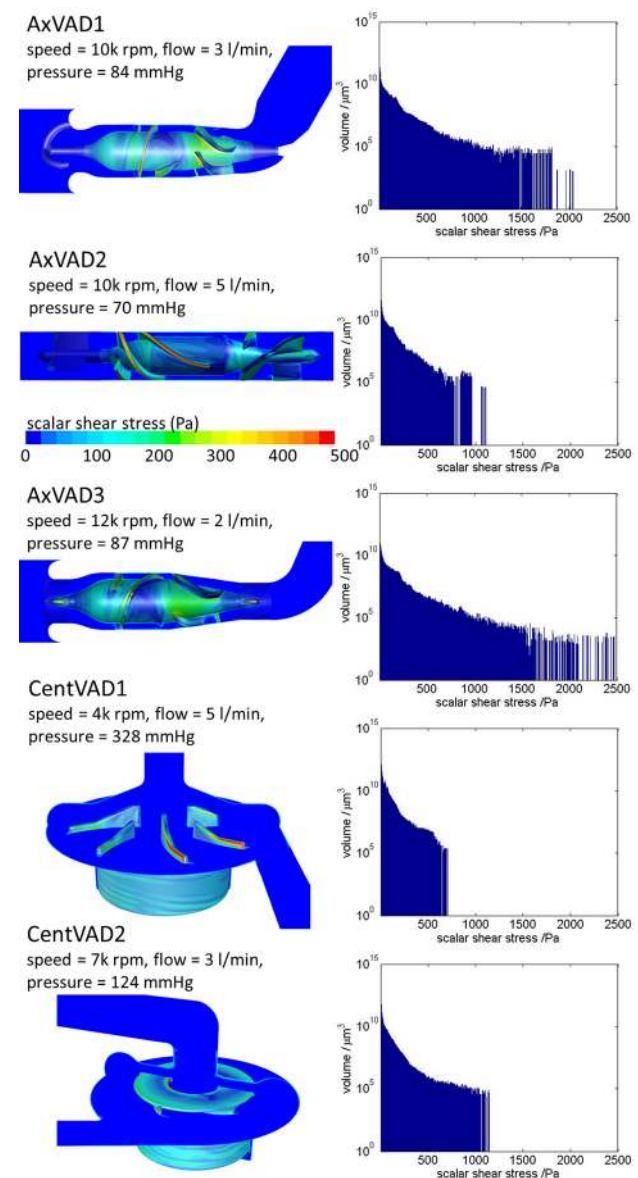 AxVAD1
speed = 10k rpm, flow = 3 l/min,
pressure = 84 mmHg
10^15
10^10
10^5
10^0
volume / μm^3
500 1000 1500 2000 2500
scalar shear stress /Pa
AxVAD2
speed = 10k rpm, flow = 5 l/min,
pressure = 70 mmHg
10^15
10^10
10^5
10^0
volume / μm^3
500 1000 1500 2000 2500
scalar shear stress /Pa
scalar shear stress (Pa)
0 100 200 300 400 500
AxVAD3
speed = 12k rpm, flow = 2 l/min,
pressure = 87 mmHg
10^15
10^10
10^5
10^0
volume / μm^3
500 1000 1500 2000 2500
scalar shear stress /Pa
CentVAD1
speed = 4k rpm, flow = 5 l/min,
pressure = 328 mmHg
10^15
10^10
10^5
10^0
volume / μm^3
500 1000 1500 2000 2500
scalar shear stress /Pa
CentVAD2
speed = 7k rpm, flow = 3 l/min,
pressure = 124 mmHg
10^15
10^10
10^5
10^0
volume / μm^3
500 1000 1500 2000 2500
scalar shear stress /Pa